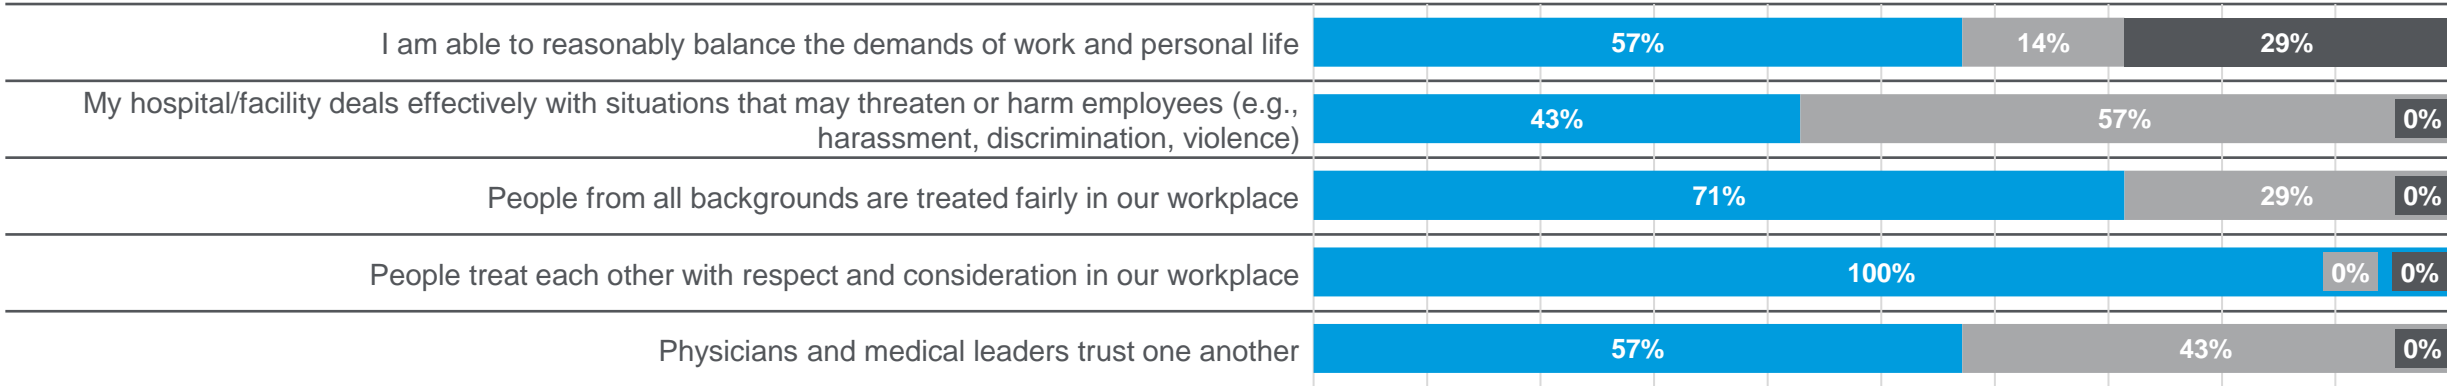 I am able to reasonably balance the demands of work and personal life 57% 14% 29%
My hospital/facility deals effectively with situations that may threaten or harm employees (e.g.,
harassment, discrimination, violence) 43% 57% 0%
People from all backgrounds are treated fairly in our workplace 71% 29% 0%
People treat each other with respect and consideration in our workplace 100% 0% 0%
Physicians and medical leaders trust one another 57% 43% 0%